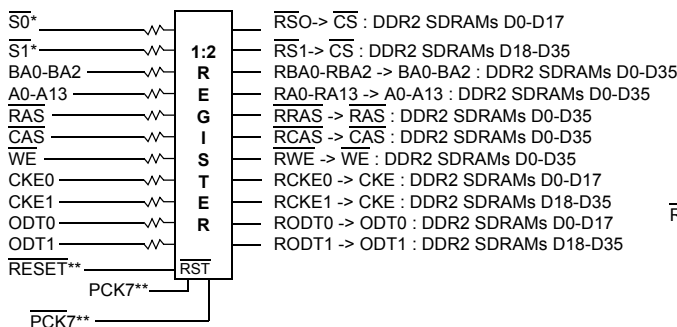 S0* RSO-> CS : DDR2 SDRAMs D0-D17
S1* RS1-> CS : DDR2 SDRAMs D18-D35
1:2
BA0-BA2 R RBA0-RBA2 -> BA0-BA2 : DDR2 SDRAMs D0-D35
A0-A13 E RA0-RA13 -> A0-A13 : DDR2 SDRAMs D0-D35
RAS G RRAS -> RAS : DDR2 SDRAMs D0-D35
CAS I RCAS -> CAS : DDR2 SDRAMs D0-D35
WE S RWE -> WE : DDR2 SDRAMs D0-D35
CKE0 T RCKE0 -> CKE : DDR2 SDRAMs D0-D17
CKE1 E RCKE1 -> CKE : DDR2 SDRAMs D18-D35
ODT0 R RODT0 -> ODT0 : DDR2 SDRAMs D0-D17
ODT1 RODT1 -> ODT1 : DDR2 SDRAMs D18-D35
RESET** RST
PCK7**
PCK7**